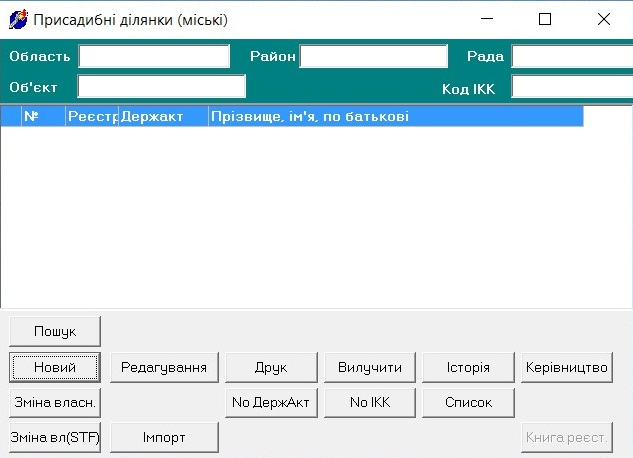 Присадибні ділянки (міські)
Область Район Рада
Об'єкт Код ІКК
№ Реєстр Держакт Прізвище, ім'я, по батькові
Пошук
Новий Редагування Друк Вилучити Історія Керівництво
Зміна власн. No ДержАкт No ІКК Список
Зміна вл(STF) Імпорт Книга реєст.